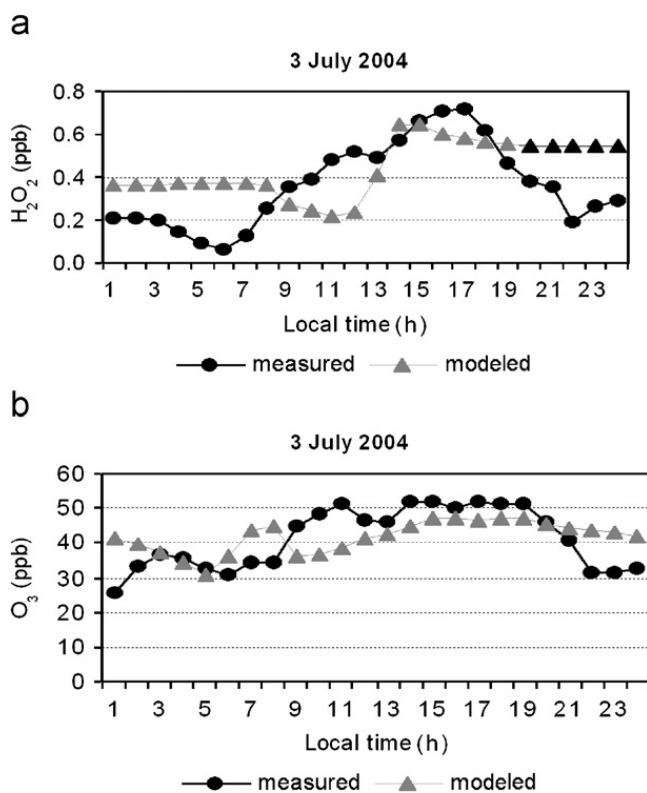 a
3 July 2004
H₂O₂ (ppb)
0.8
0.6
0.4
0.2
0.0
1 3 5 7 9 11 13 15 17 19 21 23
Local time (h)
measured modeled
b
3 July 2004
O₃ (ppb)
60
50
40
30
20
10
0
1 3 5 7 9 11 13 15 17 19 21 23
Local time (h)
measured modeled